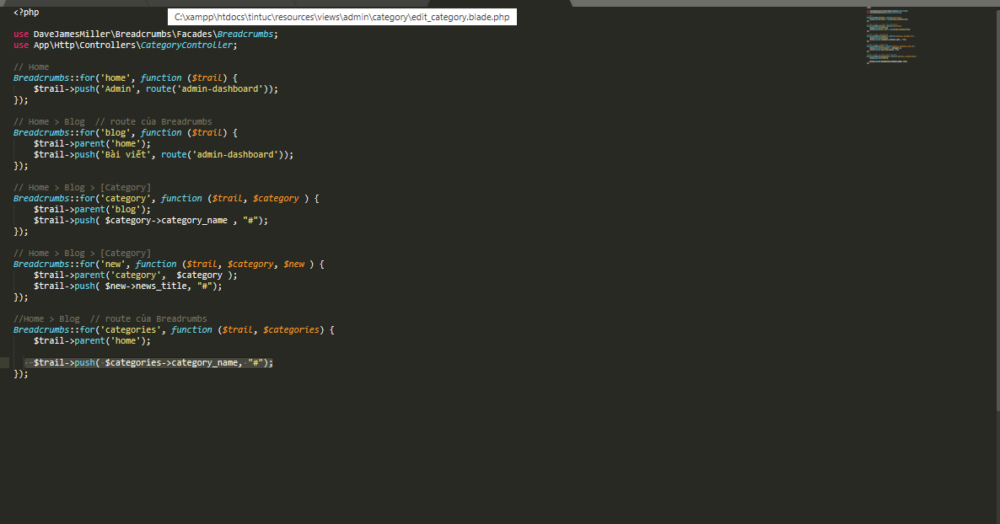 C:\xampp\htdocs\tintuc\resources\views\admin\category\edit_category.blade.php
<?php
use DaveJamesMiller\Breadcrumbs\Facades\Breadcrumbs;
use App\Http\Controllers\CategoryController;
// Home
Breadcrumbs::for('home', function ($trail) {
    $trail->push('Admin', route('admin-dashboard'));
});
// Home > Blog  // route của Breadrumbs
Breadcrumbs::for('blog', function ($trail) {
    $trail->parent('home');
    $trail->push('Bài viết', route('admin-dashboard'));
});
// Home > Blog > [Category]
Breadcrumbs::for('category', function ($trail, $category ) {
    $trail->parent('blog');
    $trail->push( $category->category_name , "#");
});
// Home > Blog > [Category]
Breadcrumbs::for('new', function ($trail, $category, $new ) {
    $trail->parent('category',  $category );
    $trail->push( $new->news_title, "#");
});
//Home > Blog  // route của Breadrumbs
Breadcrumbs::for('categories', function ($trail, $categories) {
    $trail->parent('home');
    $trail->push( $categories->category_name, "#");
});